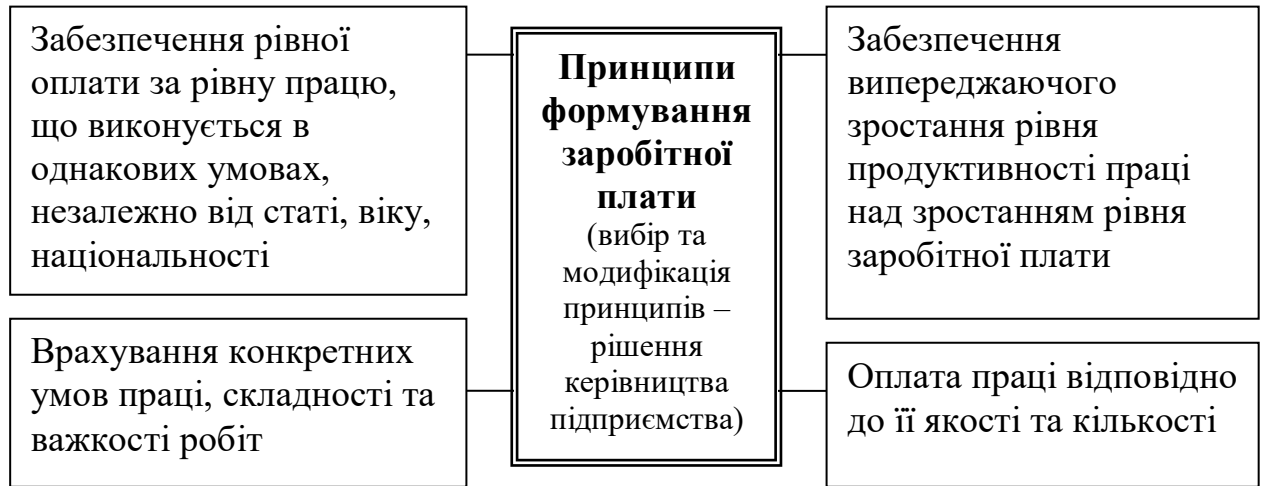 Забезпечення рівної
оплати за рівну працю,
що виконується в
однакових умовах,
незалежно від статі, віку,
національності
Врахування конкретних
умов праці, складності та
важкості робіт
Принципи
формування
заробітної
плати
(вибір та
модифікація
принципів –
рішення
керівництва
підприємства)
Забезпечення
випереджаючого
зростання рівня
продуктивності праці
над зростанням рівня
заробітної плати
Оплата праці відповідно
до її якості та кількості